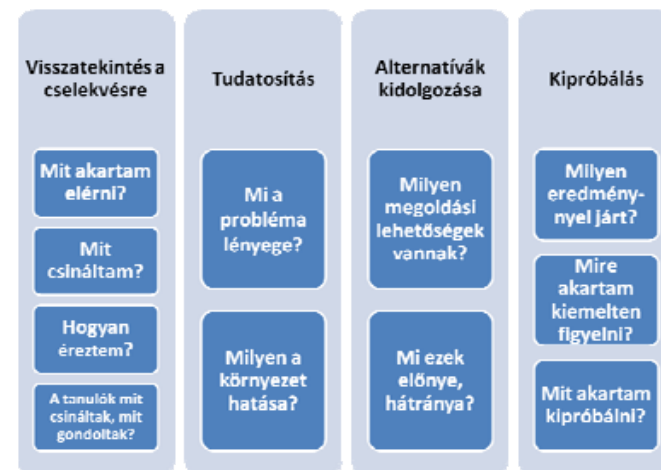 Visszatekintés a
cselekvésre
Mit akartam
elérni?
Mit
csináltam?
Hogyan
éreztem?
A tanulók mit
csináltak, mit
gondoltak?
Tudatosítás
Mi a
probléma
lényege?
Milyen a
környezet
hatása?
Alternatívák
kidolgozása
Milyen
megoldási
lehetőségek
vannak?
Mi ezek
előnye,
hátránya?
Kipróbálás
Milyen
eredmény-
nyel járt?
Mire
akartam
kiemelten
figyelni?
Mit akartam
kipróbálni?